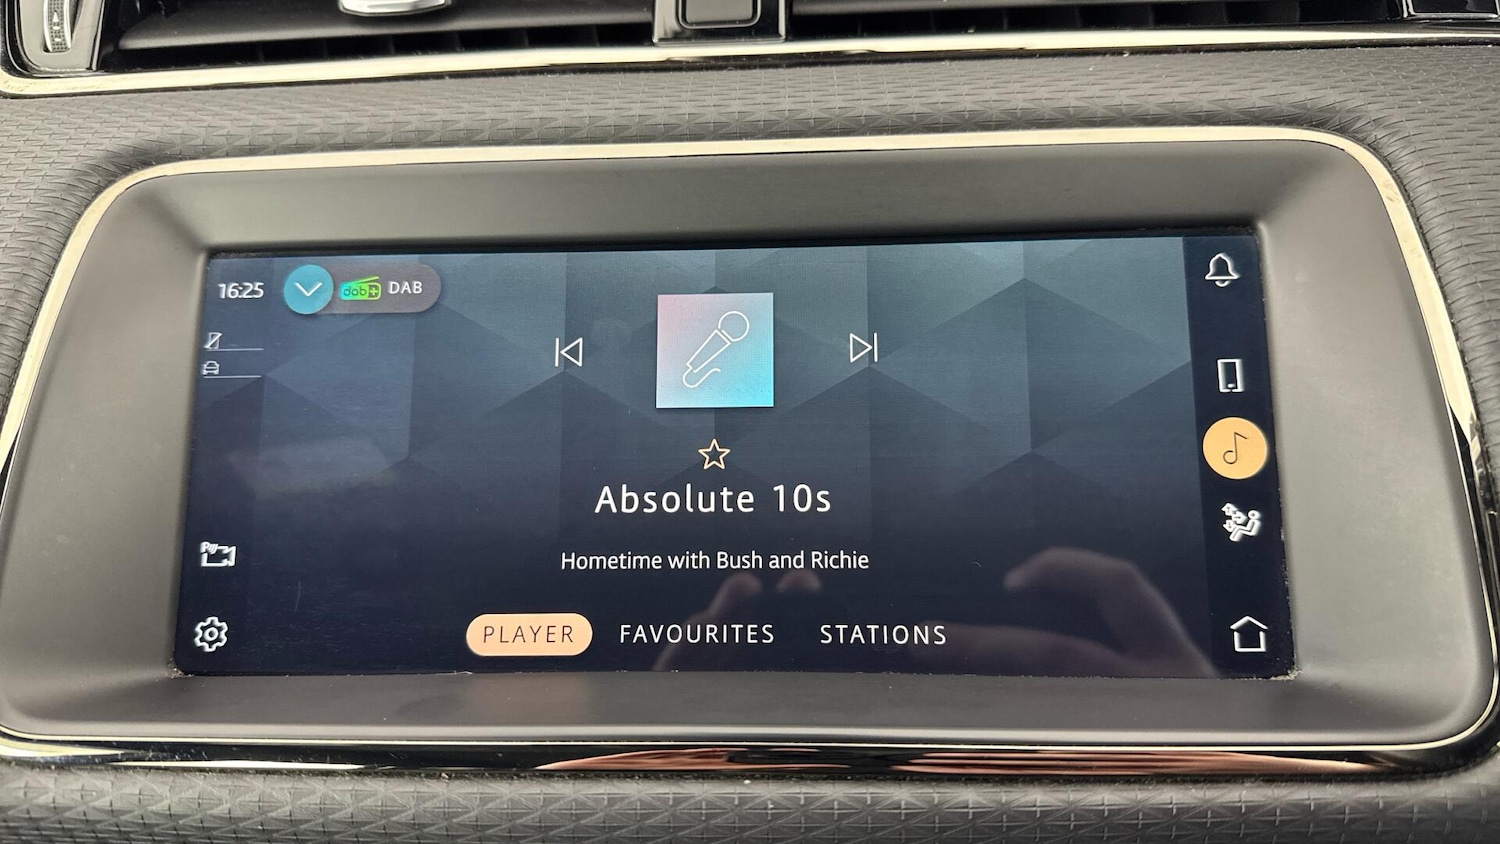 16:25
dab+ DAB
Absolute 10s
Hometime with Bush and Richie
PLAYER FAVOURITES STATIONS